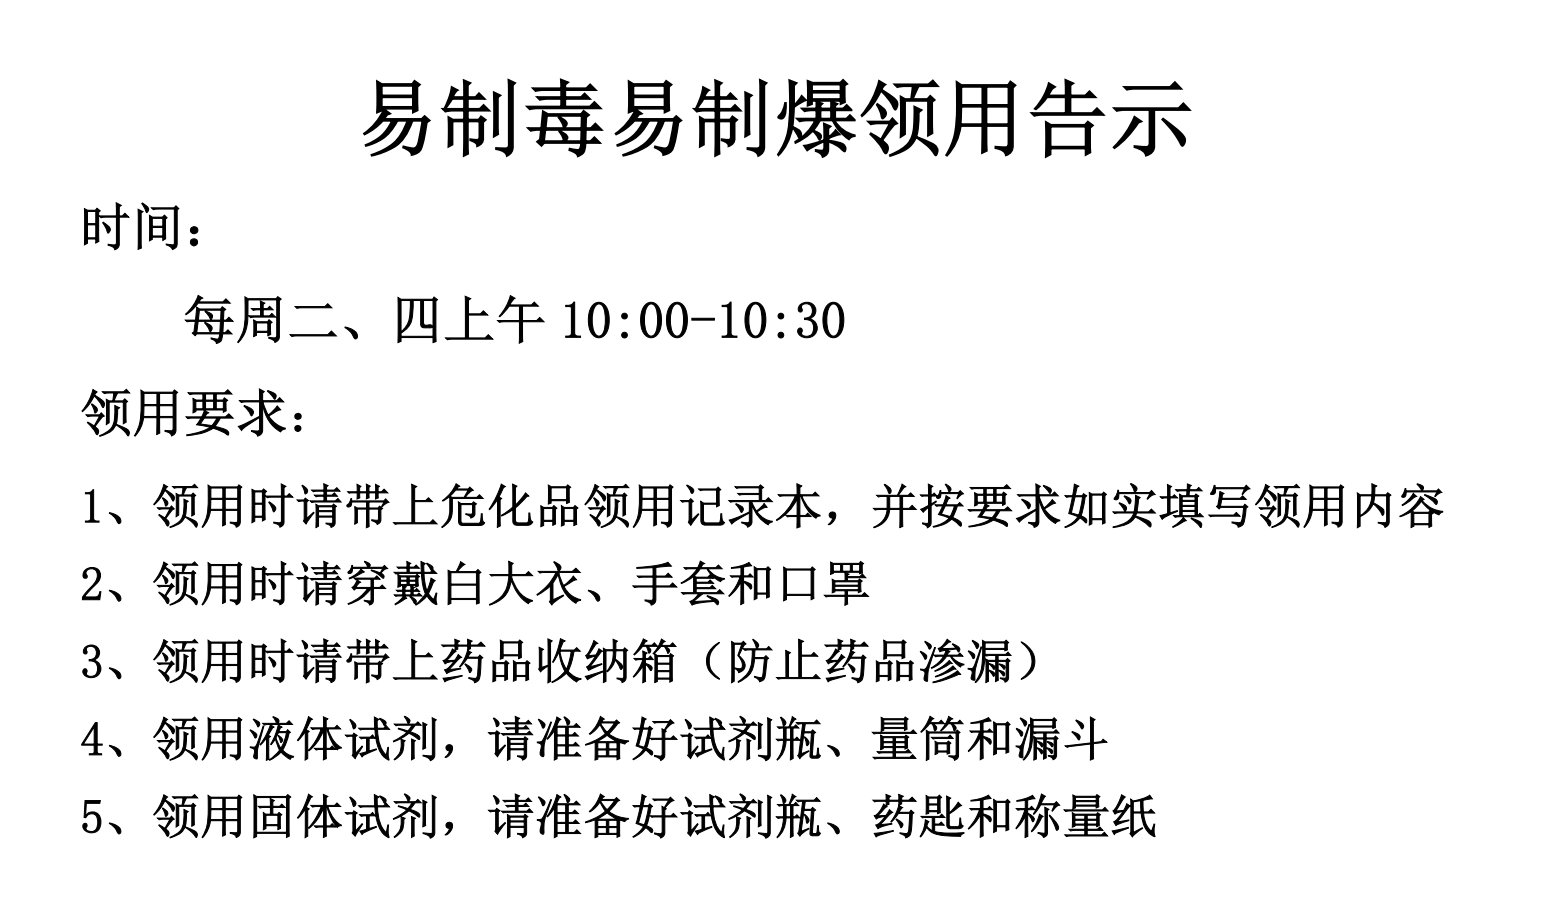 易制毒易制爆领用告示
时间：
每周二、四上午 10:00-10:30
领用要求：
1、领用时请带上危化品领用记录本，并按要求如实填写领用内容
2、领用时请穿戴白大衣、手套和口罩
3、领用时请带上药品收纳箱（防止药品渗漏）
4、领用液体试剂，请准备好试剂瓶、量筒和漏斗
5、领用固体试剂，请准备好试剂瓶、药匙和称量纸